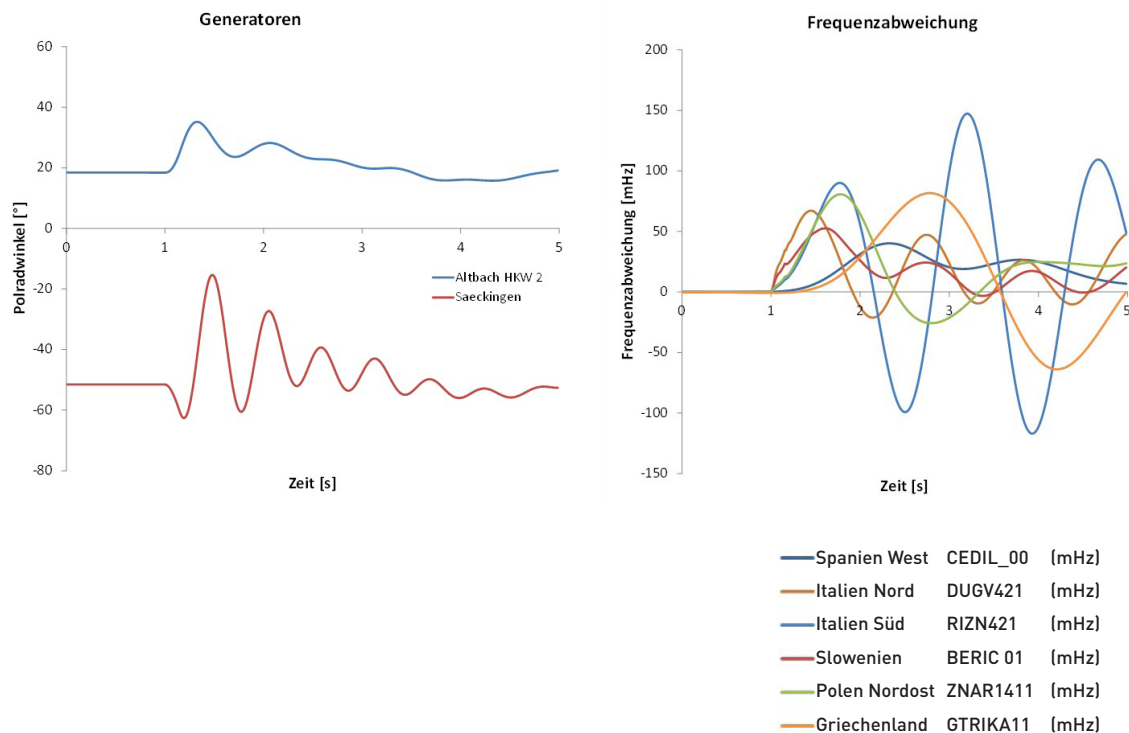 Generatoren
60
40
20
0
-20
-40
-60
-80
0
1
2
3
4
5
Polradwinkel [°]
Altbach HKW 2
Saeckingen
Zeit [s]
Frequenzabweichung
200
150
100
50
0
-50
-100
-150
0
1
2
3
4
5
Frequenzabweichung [mHz]
Zeit [s]
Spanien West CEDIL_00 (mHz)
Italien Nord DUGV421 (mHz)
Italien Süd RIZN421 (mHz)
Slowenien BERIC 01 (mHz)
Polen Nordost ZNAR1411 (mHz)
Griechenland GTRIKA11 (mHz)